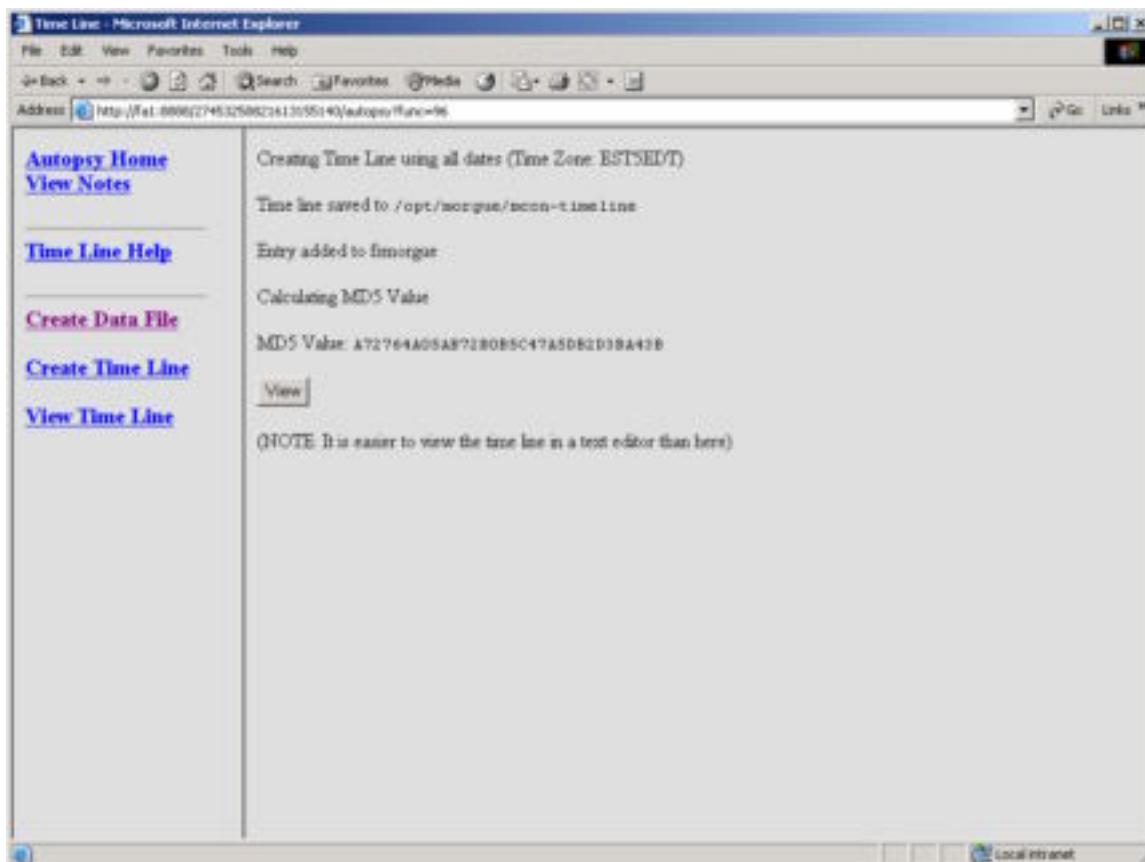 Time Line - Microsoft Internet Explorer
File Edit View Favorites Tools Help
Back Search Favorites Media
Address Go Links
Autopsy Home
View Notes
Time Line Help
Create Data File
Create Time Line
View Time Line
Creating Time Line using all dates (Time Zone: EST5EDT)
Time line saved to /opt/morgue/mcon-timeline
Entry added to fsmorgue
Calculating MD5 Value
MD5 Value:
View
(NOTE: It is easier to view the time line in a text editor than here)
Local intranet